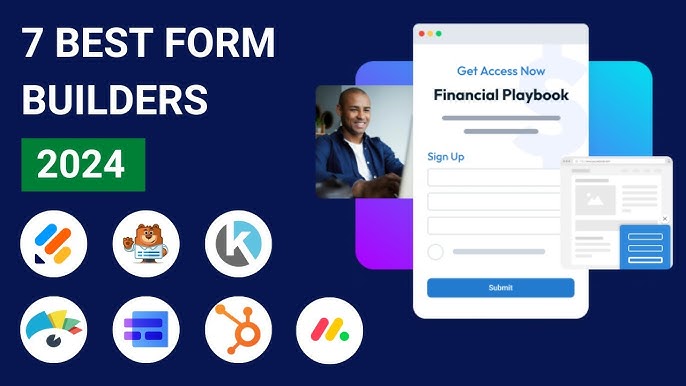 7 BEST FORM
BUILDERS
2024
Get Access Now
Financial Playbook
Sign Up
Submit